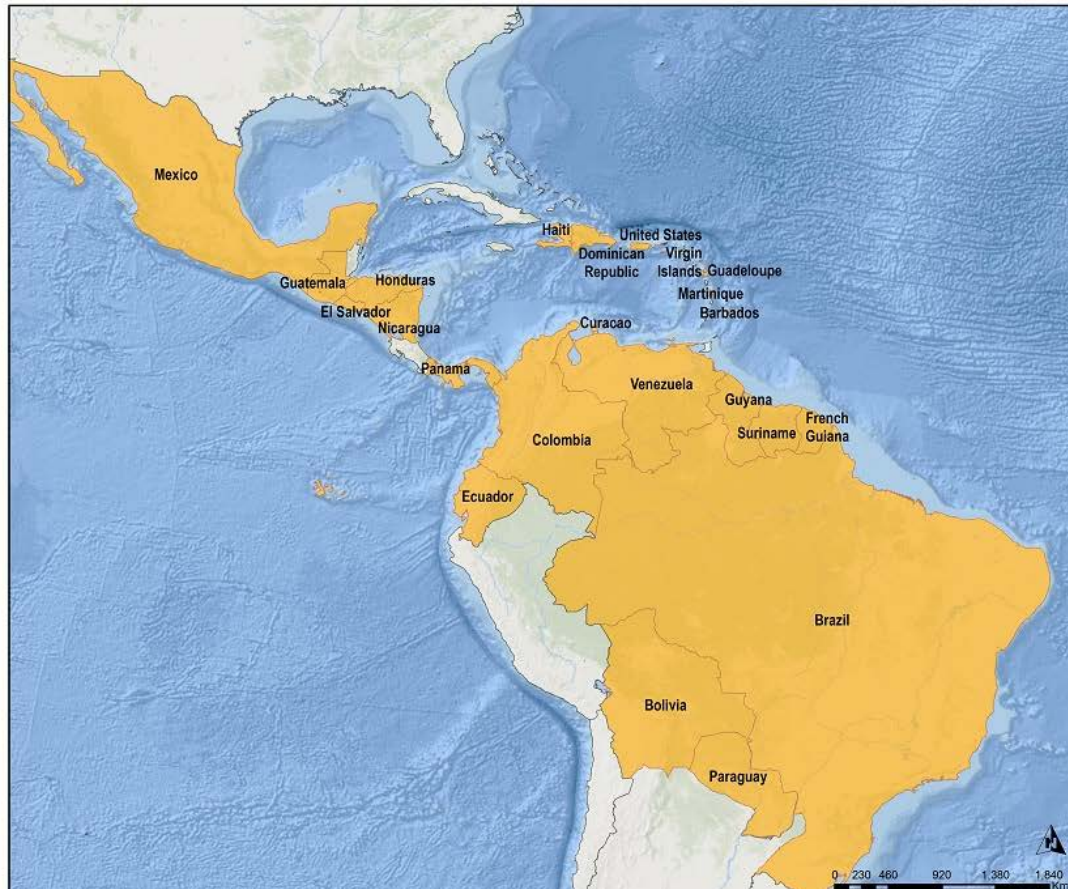 Mexico
Haiti
United States
Dominican
Republic
Virgin
Islands
Guadeloupe
Guatemala
Honduras
Martinique
El Salvador
Barbados
Nicaragua
Curacao
Panama
Venezuela
Guyana
French
Guiana
Suriname
Colombia
Ecuador
Brazil
Bolivia
Paraguay
0 230 460 920 1,380 1,840
Km